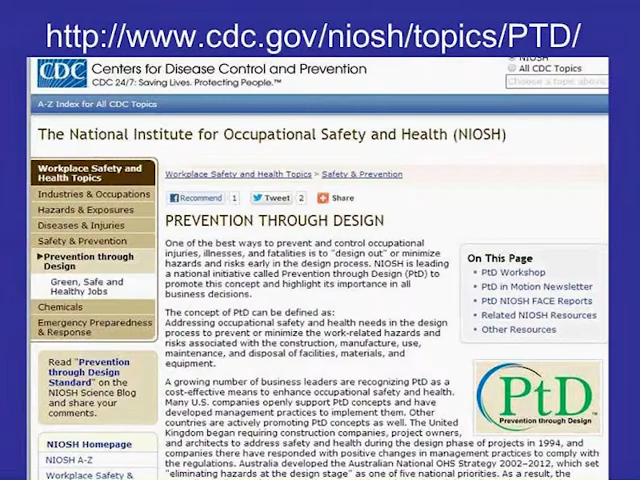 http://www.cdc.gov/niosh/topics/PTD/
CDC
Centers for Disease Control and Prevention
CDC 24/7: Saving Lives. Protecting People.™
NIOSH
All CDC Topics
Choose a topic above
A-Z Index for All CDC Topics
The National Institute for Occupational Safety and Health (NIOSH)
Workplace Safety and
Health Topics
Industries & Occupations
Hazards & Exposures
Diseases & Injuries
Safety & Prevention
Prevention through
Design
Green, Safe and
Healthy Jobs
Chemicals
Emergency Preparedness
& Response
Read "Prevention
through Design
Standard" on the
NIOSH Science Blog
and share your
comments.
NIOSH Homepage
NIOSH A-Z
Workplace Safety &
Workplace Safety and Health Topics > Safety & Prevention
Recommend 1 Tweet 2 Share
PREVENTION THROUGH DESIGN
One of the best ways to prevent and control occupational
injuries, illnesses, and fatalities is to "design out" or minimize
hazards and risks early in the design process. NIOSH is leading
a national initiative called Prevention through Design (PtD) to
promote this concept and highlight its importance in all
business decisions.
The concept of PtD can be defined as:
Addressing occupational safety and health needs in the design
process to prevent or minimize the work-related hazards and
risks associated with the construction, manufacture, use,
maintenance, and disposal of facilities, materials, and
equipment.
A growing number of business leaders are recognizing PtD as a
cost-effective means to enhance occupational safety and health.
Many U.S. companies openly support PtD concepts and have
developed management practices to implement them. Other
countries are actively promoting PtD concepts as well. The United
Kingdom began requiring construction companies, project owners,
and architects to address safety and health during the design phase of projects in 1994, and
companies there have responded with positive changes in management practices to comply with
the regulations. Australia developed the Australian National OHS Strategy 2002–2012, which set
"eliminating hazards at the design stage" as one of five national priorities. As a result, the
On This Page
PtD Workshop
PtD in Motion Newsletter
PtD NIOSH FACE Reports
Related NIOSH Resources
Other Resources
PtD
Prevention through Design